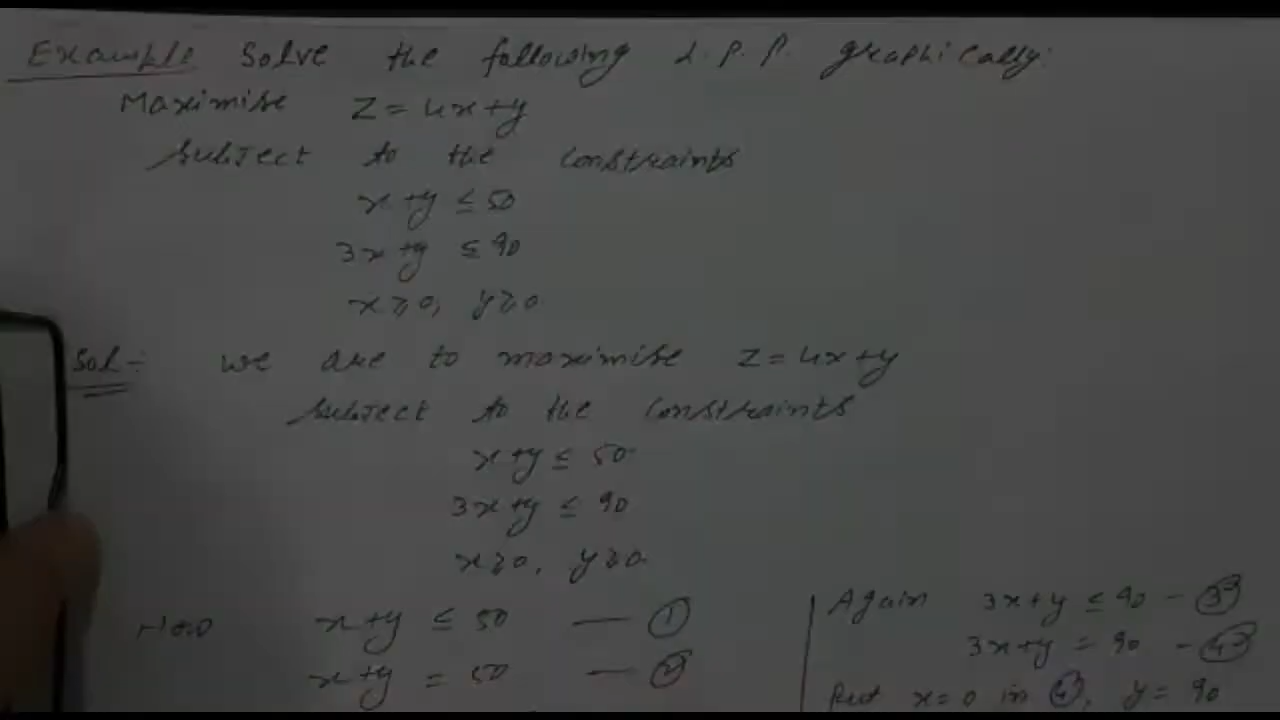 Example Solve the following L.P.P. graphically:
Maximise Z = 4x+y
Subject to the constraints
x+y ≤ 50
3x+y ≤ 90
x≥0, y≥0
Sol:- We are to maximise Z = 4x+y
Subject to the constraints
x+y ≤ 50
3x+y ≤ 90
x≥0, y≥0
Now x+y ≤ 50 — ①
x+y = 50 — ②
Again 3x+y ≤ 90 - ③
3x+y = 90 - ④
Put x=0 in ④, y = 90